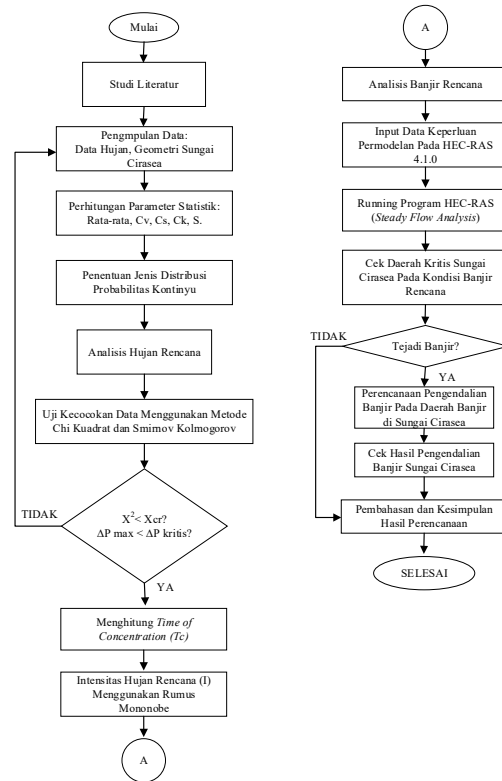 Mulai
Studi Literatur
Pengmpulan Data:
Data Hujan, Geometri Sungai
Cirasea
Perhitungan Parameter Statistik:
Rata-rata, Cv, Cs, Ck, S.
Penentuan Jenis Distribusi
Probabilitas Kontinyu
Analisis Hujan Rencana
Uji Kecocokan Data Menggunakan Metode
Chi Kuadrat dan Smirnov Kolmogorov
TIDAK
X²< Xcr?
ΔP max < ΔP kritis?
YA
Menghitung Time of
Concentration (Tc)
Intensitas Hujan Rencana (I)
Menggunakan Rumus
Mononobe
A
A
Analisis Banjir Rencana
Input Data Keperluan
Permodelan Pada HEC-RAS
4.1.0
Running Program HEC-RAS
(Steady Flow Analysis)
Cek Daerah Kritis Sungai
Cirasea Pada Kondisi Banjir
Rencana
TIDAK
Tejadi Banjir?
YA
Perencanaan Pengendalian
Banjir Pada Daerah Banjir
di Sungai Cirasea
Cek Hasil Pengendalian
Banjir Sungai Cirasea
Pembahasan dan Kesimpulan
Hasil Perencanaan
SELESAI